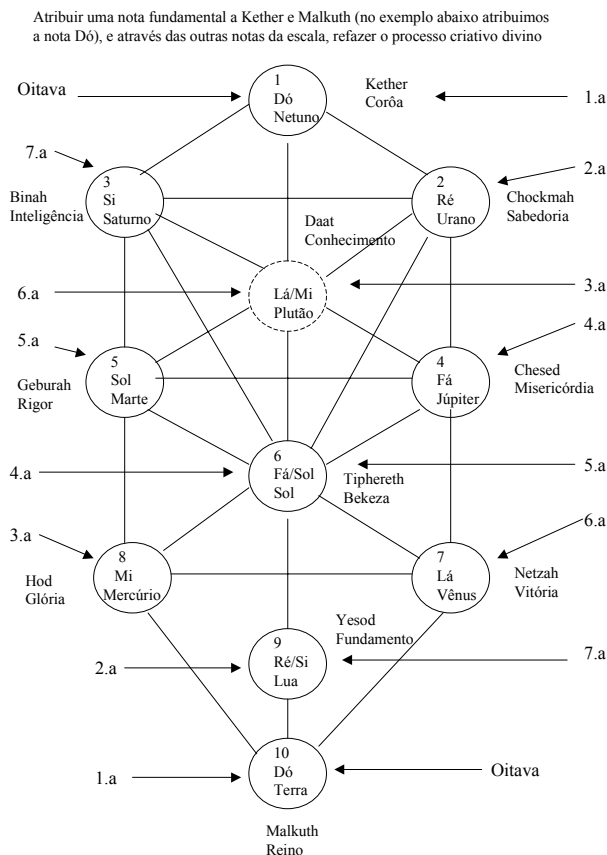 Atribuir uma nota fundamental a Kether e Malkuth (no exemplo abaixo atribuimos
a nota Dó), e através das outras notas da escala, refazer o processo criativo divino
Oitava
1
Dó
Netuno
Kether
Corôa
1.a
7.a
3
Si
Saturno
Binah
Inteligência
2
Ré
Urano
2.a
Chockmah
Sabedoria
Daat
Conhecimento
6.a
Lá/Mi
Plutão
3.a
5.a
5
Sol
Marte
Geburah
Rigor
4
Fá
Júpiter
4.a
Chesed
Misericórdia
4.a
6
Fá/Sol
Sol
Tiphereth
Bekeza
5.a
3.a
8
Mi
Mercúrio
Hod
Glória
7
Lá
Vênus
6.a
Netzah
Vitória
Yesod
Fundamento
2.a
9
Ré/Si
Lua
7.a
1.a
10
Dó
Terra
Oitava
Malkuth
Reino